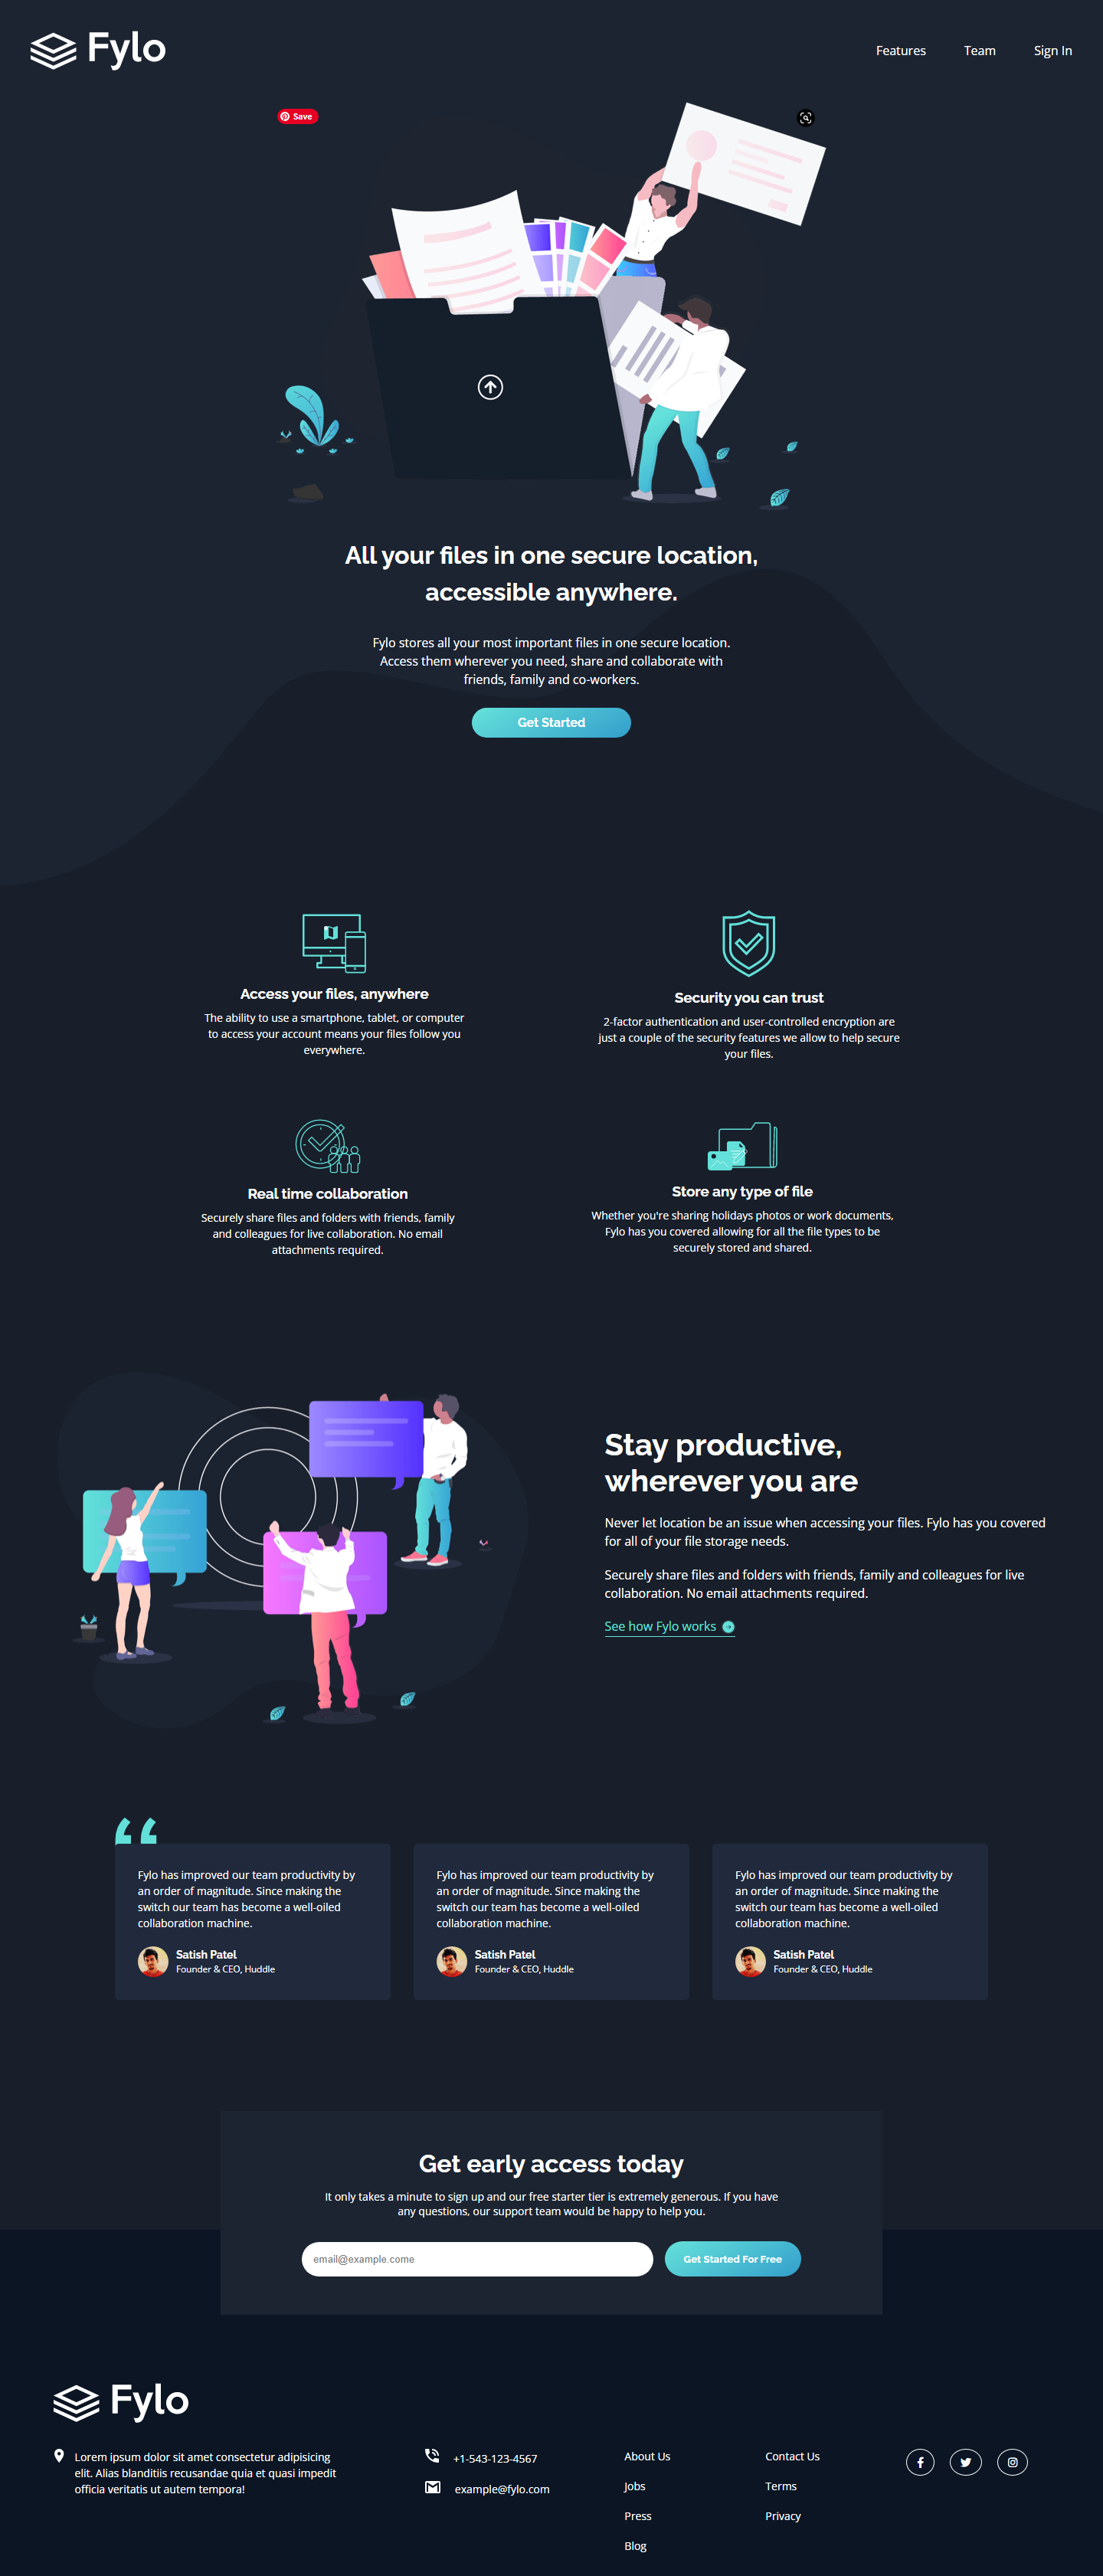 Fylo
Features
Team
Sign In
Save
All your files in one secure location,
accessible anywhere.
Fylo stores all your most important files in one secure location.
Access them wherever you need, share and collaborate with
friends, family and co-workers.
Get Started
Access your files, anywhere
The ability to use a smartphone, tablet, or computer
to access your account means your files follow you
everywhere.
Security you can trust
2-factor authentication and user-controlled encryption are
just a couple of the security features we allow to help secure
your files.
Real time collaboration
Securely share files and folders with friends, family
and colleagues for live collaboration. No email
attachments required.
Store any type of file
Whether you're sharing holidays photos or work documents,
Fylo has you covered allowing for all the file types to be
securely stored and shared.
Stay productive,
wherever you are
Never let location be an issue when accessing your files. Fylo has you covered
for all of your file storage needs.
Securely share files and folders with friends, family and colleagues for live
collaboration. No email attachments required.
See how Fylo works
Fylo has improved our team productivity by
an order of magnitude. Since making the
switch our team has become a well-oiled
collaboration machine.
Satish Patel
Founder & CEO, Huddle
Fylo has improved our team productivity by
an order of magnitude. Since making the
switch our team has become a well-oiled
collaboration machine.
Satish Patel
Founder & CEO, Huddle
Fylo has improved our team productivity by
an order of magnitude. Since making the
switch our team has become a well-oiled
collaboration machine.
Satish Patel
Founder & CEO, Huddle
Get early access today
It only takes a minute to sign up and our free starter tier is extremely generous. If you have
any questions, our support team would be happy to help you.
email@example.come
Get Started For Free
Fylo
Lorem ipsum dolor sit amet consectetur adipisicing
elit. Alias blanditiis recusandae quia et quasi impedit
officia veritatis ut autem tempora!
+1-543-123-4567
example@fylo.com
About Us
Jobs
Press
Blog
Contact Us
Terms
Privacy